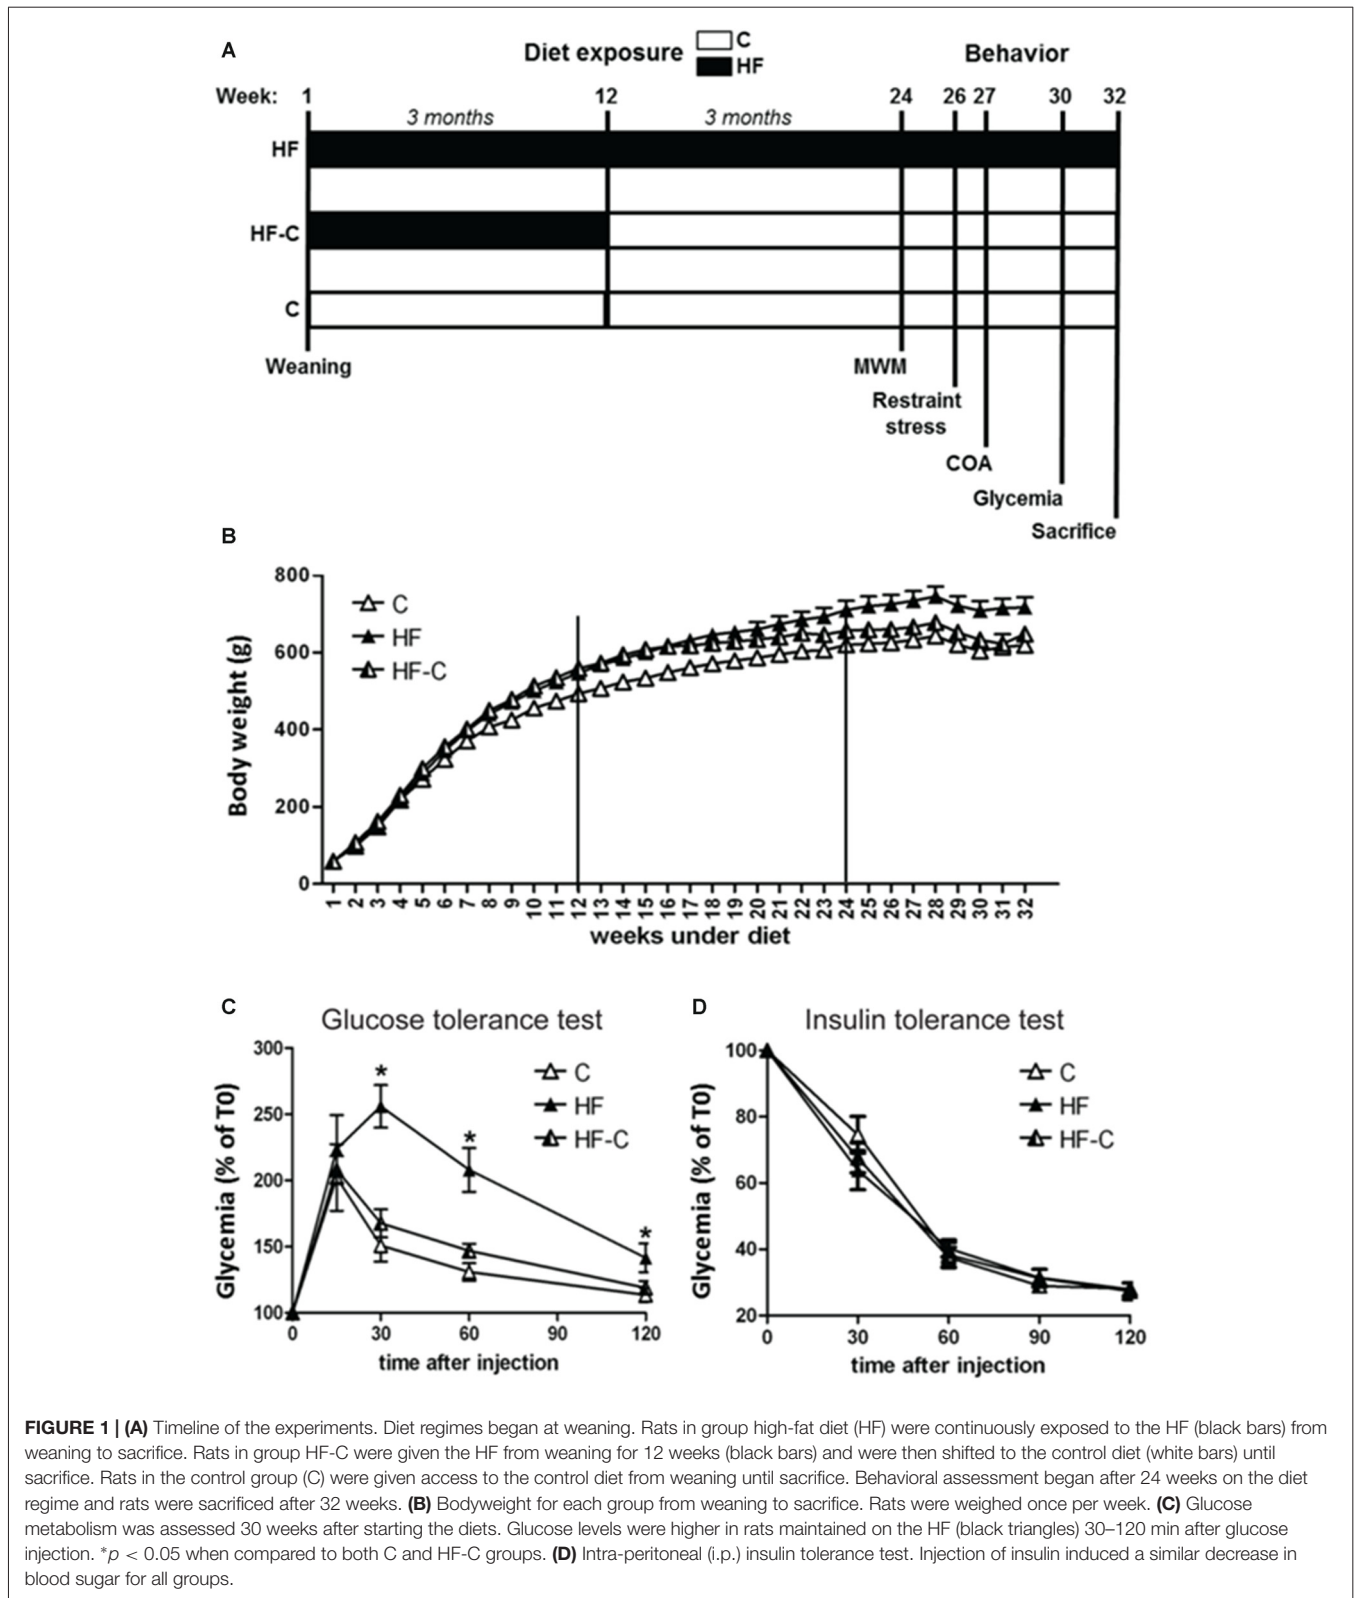 A
Diet exposure
C
HF
Behavior
Week: 1 12 24 26 27 30 32
3 months 3 months
HF
HF-C
C
Weaning
MWM
Restraint
stress
COA
Glycemia
Sacrifice
B
800
600
400
200
0
Body weight (g)
C
HF
HF-C
1 2 3 4 5 6 7 8 9 10 11 12 13 14 15 16 17 18 19 20 21 22 23 24 25 26 27 28 29 30 31 32
weeks under diet
C
Glucose tolerance test
300
250
200
150
100
Glycemia (% of T0)
* * *
C
HF
HF-C
0 30 60 90 120
time after injection
D
Insulin tolerance test
100
80
60
40
20
Glycemia (% of T0)
C
HF
HF-C
0 30 60 90 120
time after injection
FIGURE 1 | (A) Timeline of the experiments. Diet regimes began at weaning. Rats in group high-fat diet (HF) were continuously exposed to the HF (black bars) from
weaning to sacrifice. Rats in group HF-C were given the HF from weaning for 12 weeks (black bars) and were then shifted to the control diet (white bars) until
sacrifice. Rats in the control group (C) were given access to the control diet from weaning until sacrifice. Behavioral assessment began after 24 weeks on the diet
regime and rats were sacrificed after 32 weeks. (B) Bodyweight for each group from weaning to sacrifice. Rats were weighed once per week. (C) Glucose
metabolism was assessed 30 weeks after starting the diets. Glucose levels were higher in rats maintained on the HF (black triangles) 30–120 min after glucose
injection. *p < 0.05 when compared to both C and HF-C groups. (D) Intra-peritoneal (i.p.) insulin tolerance test. Injection of insulin induced a similar decrease in
blood sugar for all groups.